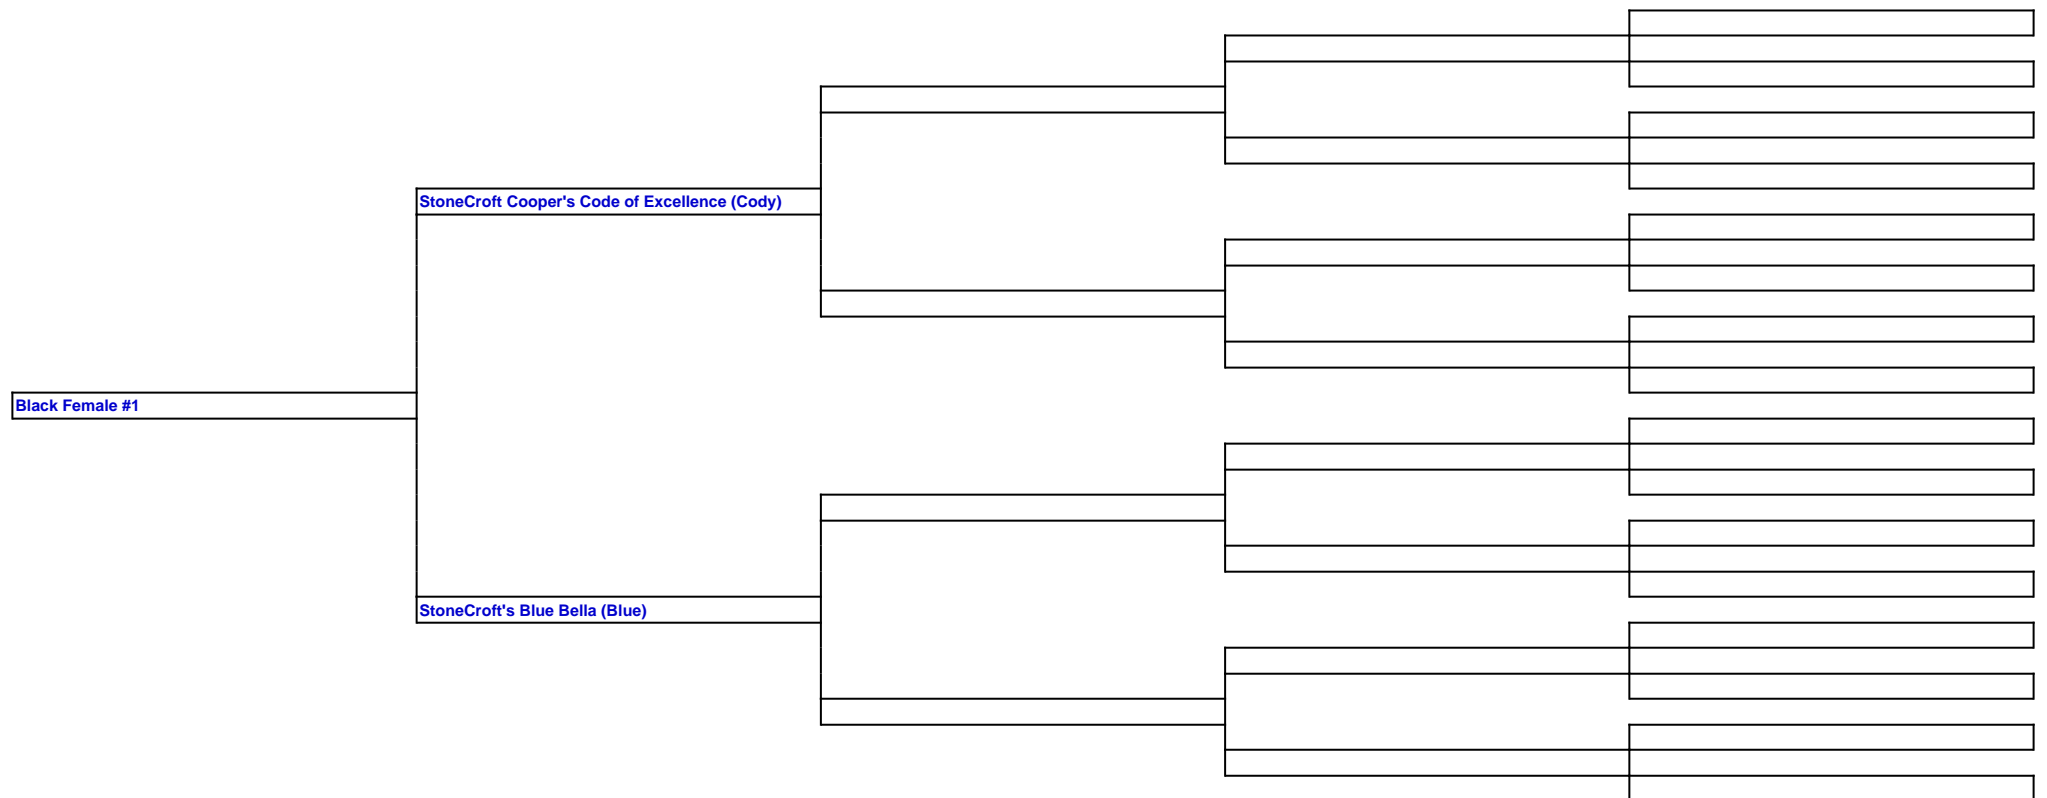 StoneCroft Cooper's Code of Excellence (Cody)
Black Female #1
StoneCroft's Blue Bella (Blue)